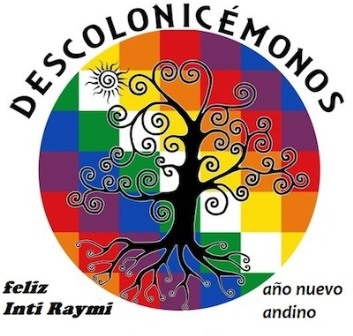 DESCOLONICÉMONOS
feliz
Inti Raymi
año nuevo
andino